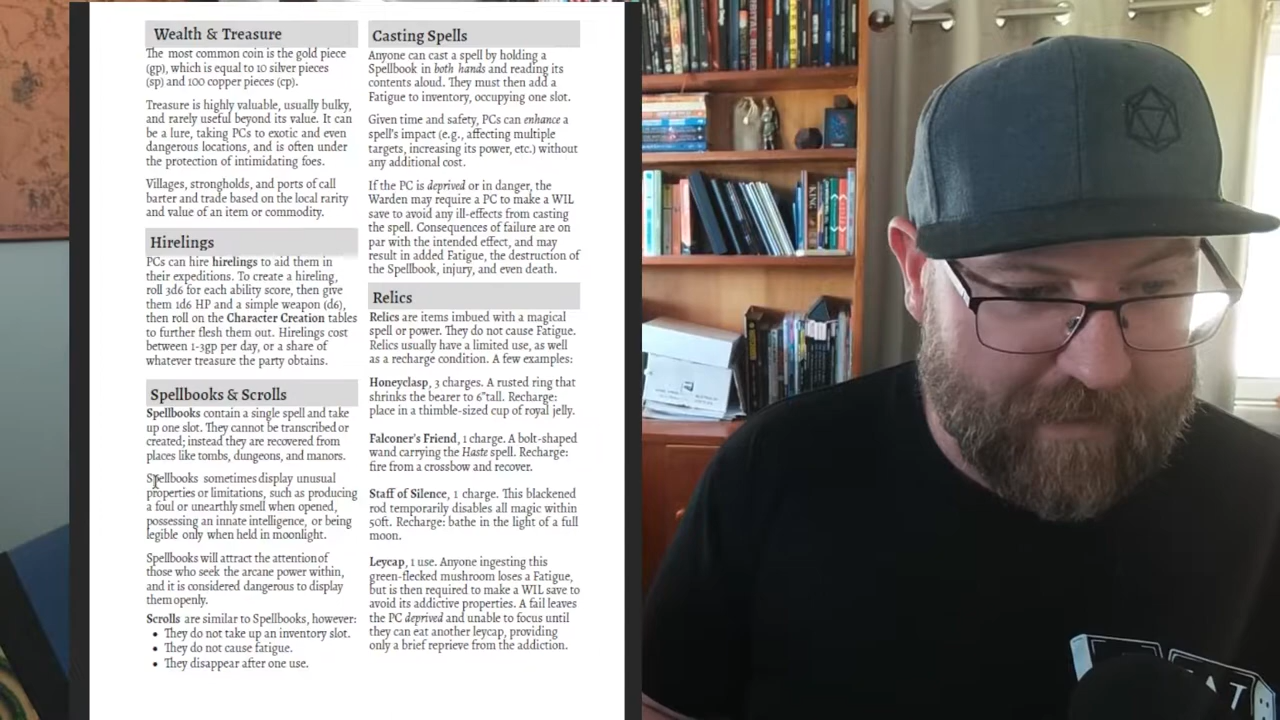 Wealth & Treasure
The most common coin is the gold piece
(gp), which is equal to 10 silver pieces
(sp) and 100 copper pieces (cp).
Treasure is highly valuable, usually bulky,
and rarely useful beyond its value. It can
be a lure, taking PCs to exotic and even
dangerous locations, and is often under
the protection of intimidating foes.
Villages, strongholds, and ports of call
barter and trade based on the local rarity
and value of an item or commodity.
Hirelings
PCs can hire hirelings to aid them in
their expeditions. To create a hireling,
roll 3d6 for each ability score, then give
them 1d6 HP and a simple weapon (d6),
then roll on the Character Creation tables
to further flesh them out. Hirelings cost
between 1-3gp per day, or a share of
whatever treasure the party obtains.
Spellbooks & Scrolls
Spellbooks contain a single spell and take
up one slot. They cannot be transcribed or
created; instead they are recovered from
places like tombs, dungeons, and manors.
Spellbooks sometimes display unusual
properties or limitations, such as producing
a foul or unearthly smell when opened,
possessing an innate intelligence, or being
legible only when held in moonlight.
Spellbooks will attract the attention of
those who seek the arcane power within,
and it is considered dangerous to display
them openly.
Scrolls are similar to Spellbooks, however:
• They do not take up an inventory slot.
• They do not cause fatigue.
• They disappear after one use.
Casting Spells
Anyone can cast a spell by holding a
Spellbook in both hands and reading its
contents aloud. They must then add a
Fatigue to inventory, occupying one slot.
Given time and safety, PCs can enhance a
spell's impact (e.g., affecting multiple
targets, increasing its power, etc.) without
any additional cost.
If the PC is deprived or in danger, the
Warden may require a PC to make a WIL
save to avoid any ill-effects from casting
the spell. Consequences of failure are on
par with the intended effect, and may
result in added Fatigue, the destruction of
the Spellbook, injury, and even death.
Relics
Relics are items imbued with a magical
spell or power. They do not cause Fatigue.
Relics usually have a limited use, as well
as a recharge condition. A few examples:
Honeyclasp, 3 charges. A rusted ring that
shrinks the bearer to 6"tall. Recharge:
place in a thimble-sized cup of royal jelly.
Falconer's Friend, 1 charge. A bolt-shaped
wand carrying the Haste spell. Recharge:
fire from a crossbow and recover.
Staff of Silence, 1 charge. This blackened
rod temporarily disables all magic within
50ft. Recharge: bathe in the light of a full
moon.
Leycap, 1 use. Anyone ingesting this
green-flecked mushroom loses a Fatigue,
but is then required to make a WIL save to
avoid its addictive properties. A fail leaves
the PC deprived and unable to focus until
they can eat another leycap, providing
only a brief reprieve from the addiction.
KING